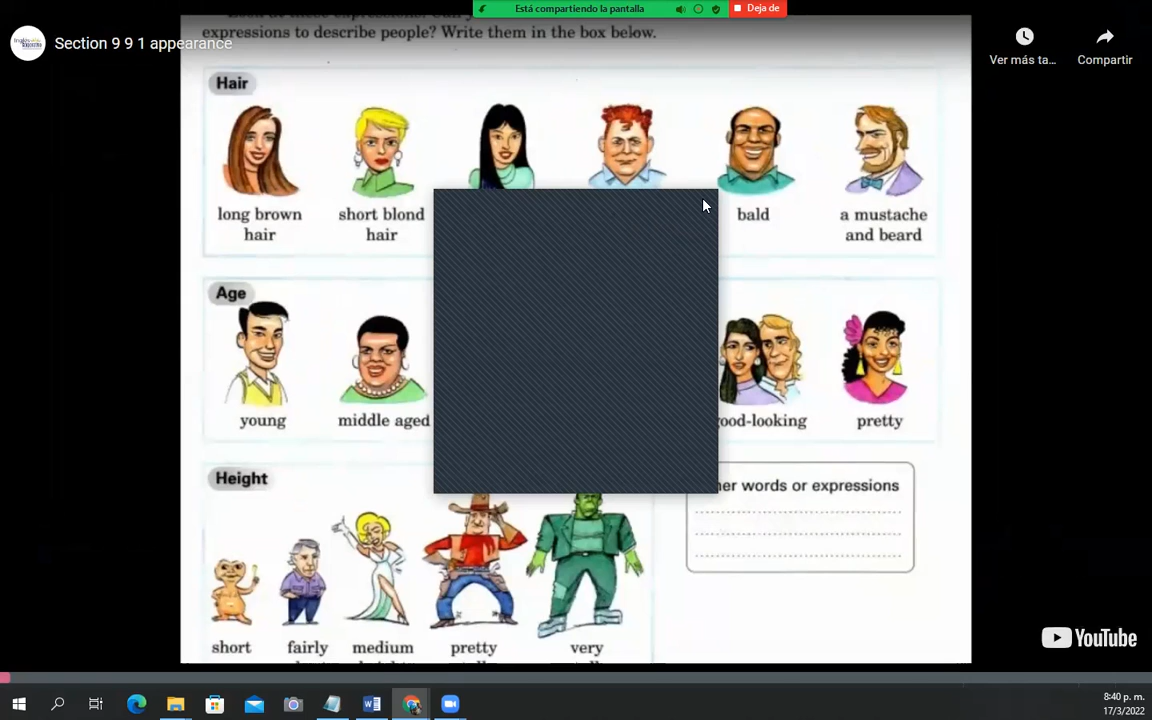 Está compartiendo la pantalla
Deja de
Section 9 9 1 appearance
Ver más ta...
Compartir
expressions to describe people? Write them in the box below.
Hair
long brown
hair
short blond
hair
bald
a mustache
and beard
Age
young
middle aged
ood-looking
pretty
Height
er words or expressions
short
fairly
medium
pretty
very
YouTube
8:40 p. m.
17/3/2022